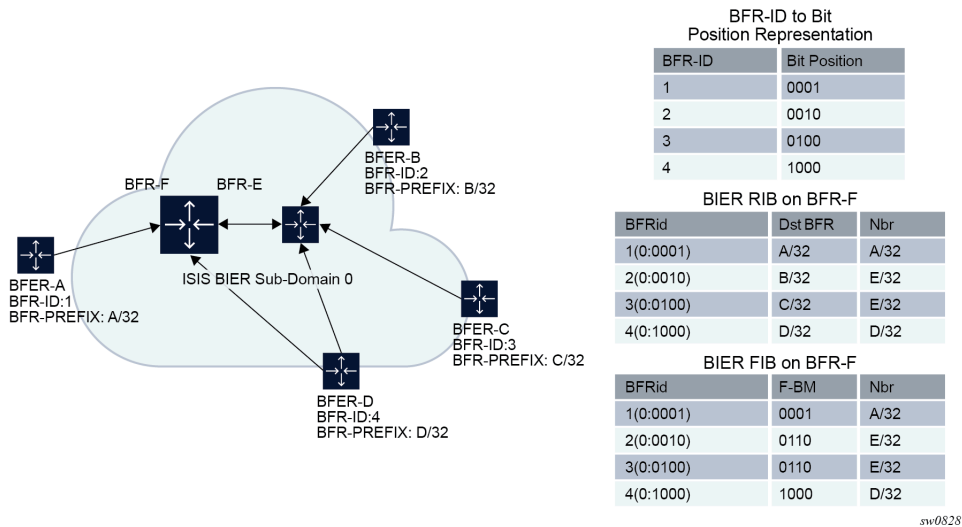 BFR-ID to Bit
Position Representation
BFR-ID Bit Position
1 0001
2 0010
3 0100
4 1000
BFER-B
BFR-ID:2
BFR-PREFIX: B/32
BFR-F BFR-E
BFER-A
BFR-ID:1
BFR-PREFIX: A/32
ISIS BIER Sub-Domain 0
BFER-C
BFR-ID:3
BFR-PREFIX: C/32
BFER-D
BFR-ID:4
BFR-PREFIX: D/32
BIER RIB on BFR-F
BFRid Dst BFR Nbr
1(0:0001) A/32 A/32
2(0:0010) B/32 E/32
3(0:0100) C/32 E/32
4(0:1000) D/32 D/32
BIER FIB on BFR-F
BFRid F-BM Nbr
1(0:0001) 0001 A/32
2(0:0010) 0110 E/32
3(0:0100) 0110 E/32
4(0:1000) 1000 D/32
sw0828